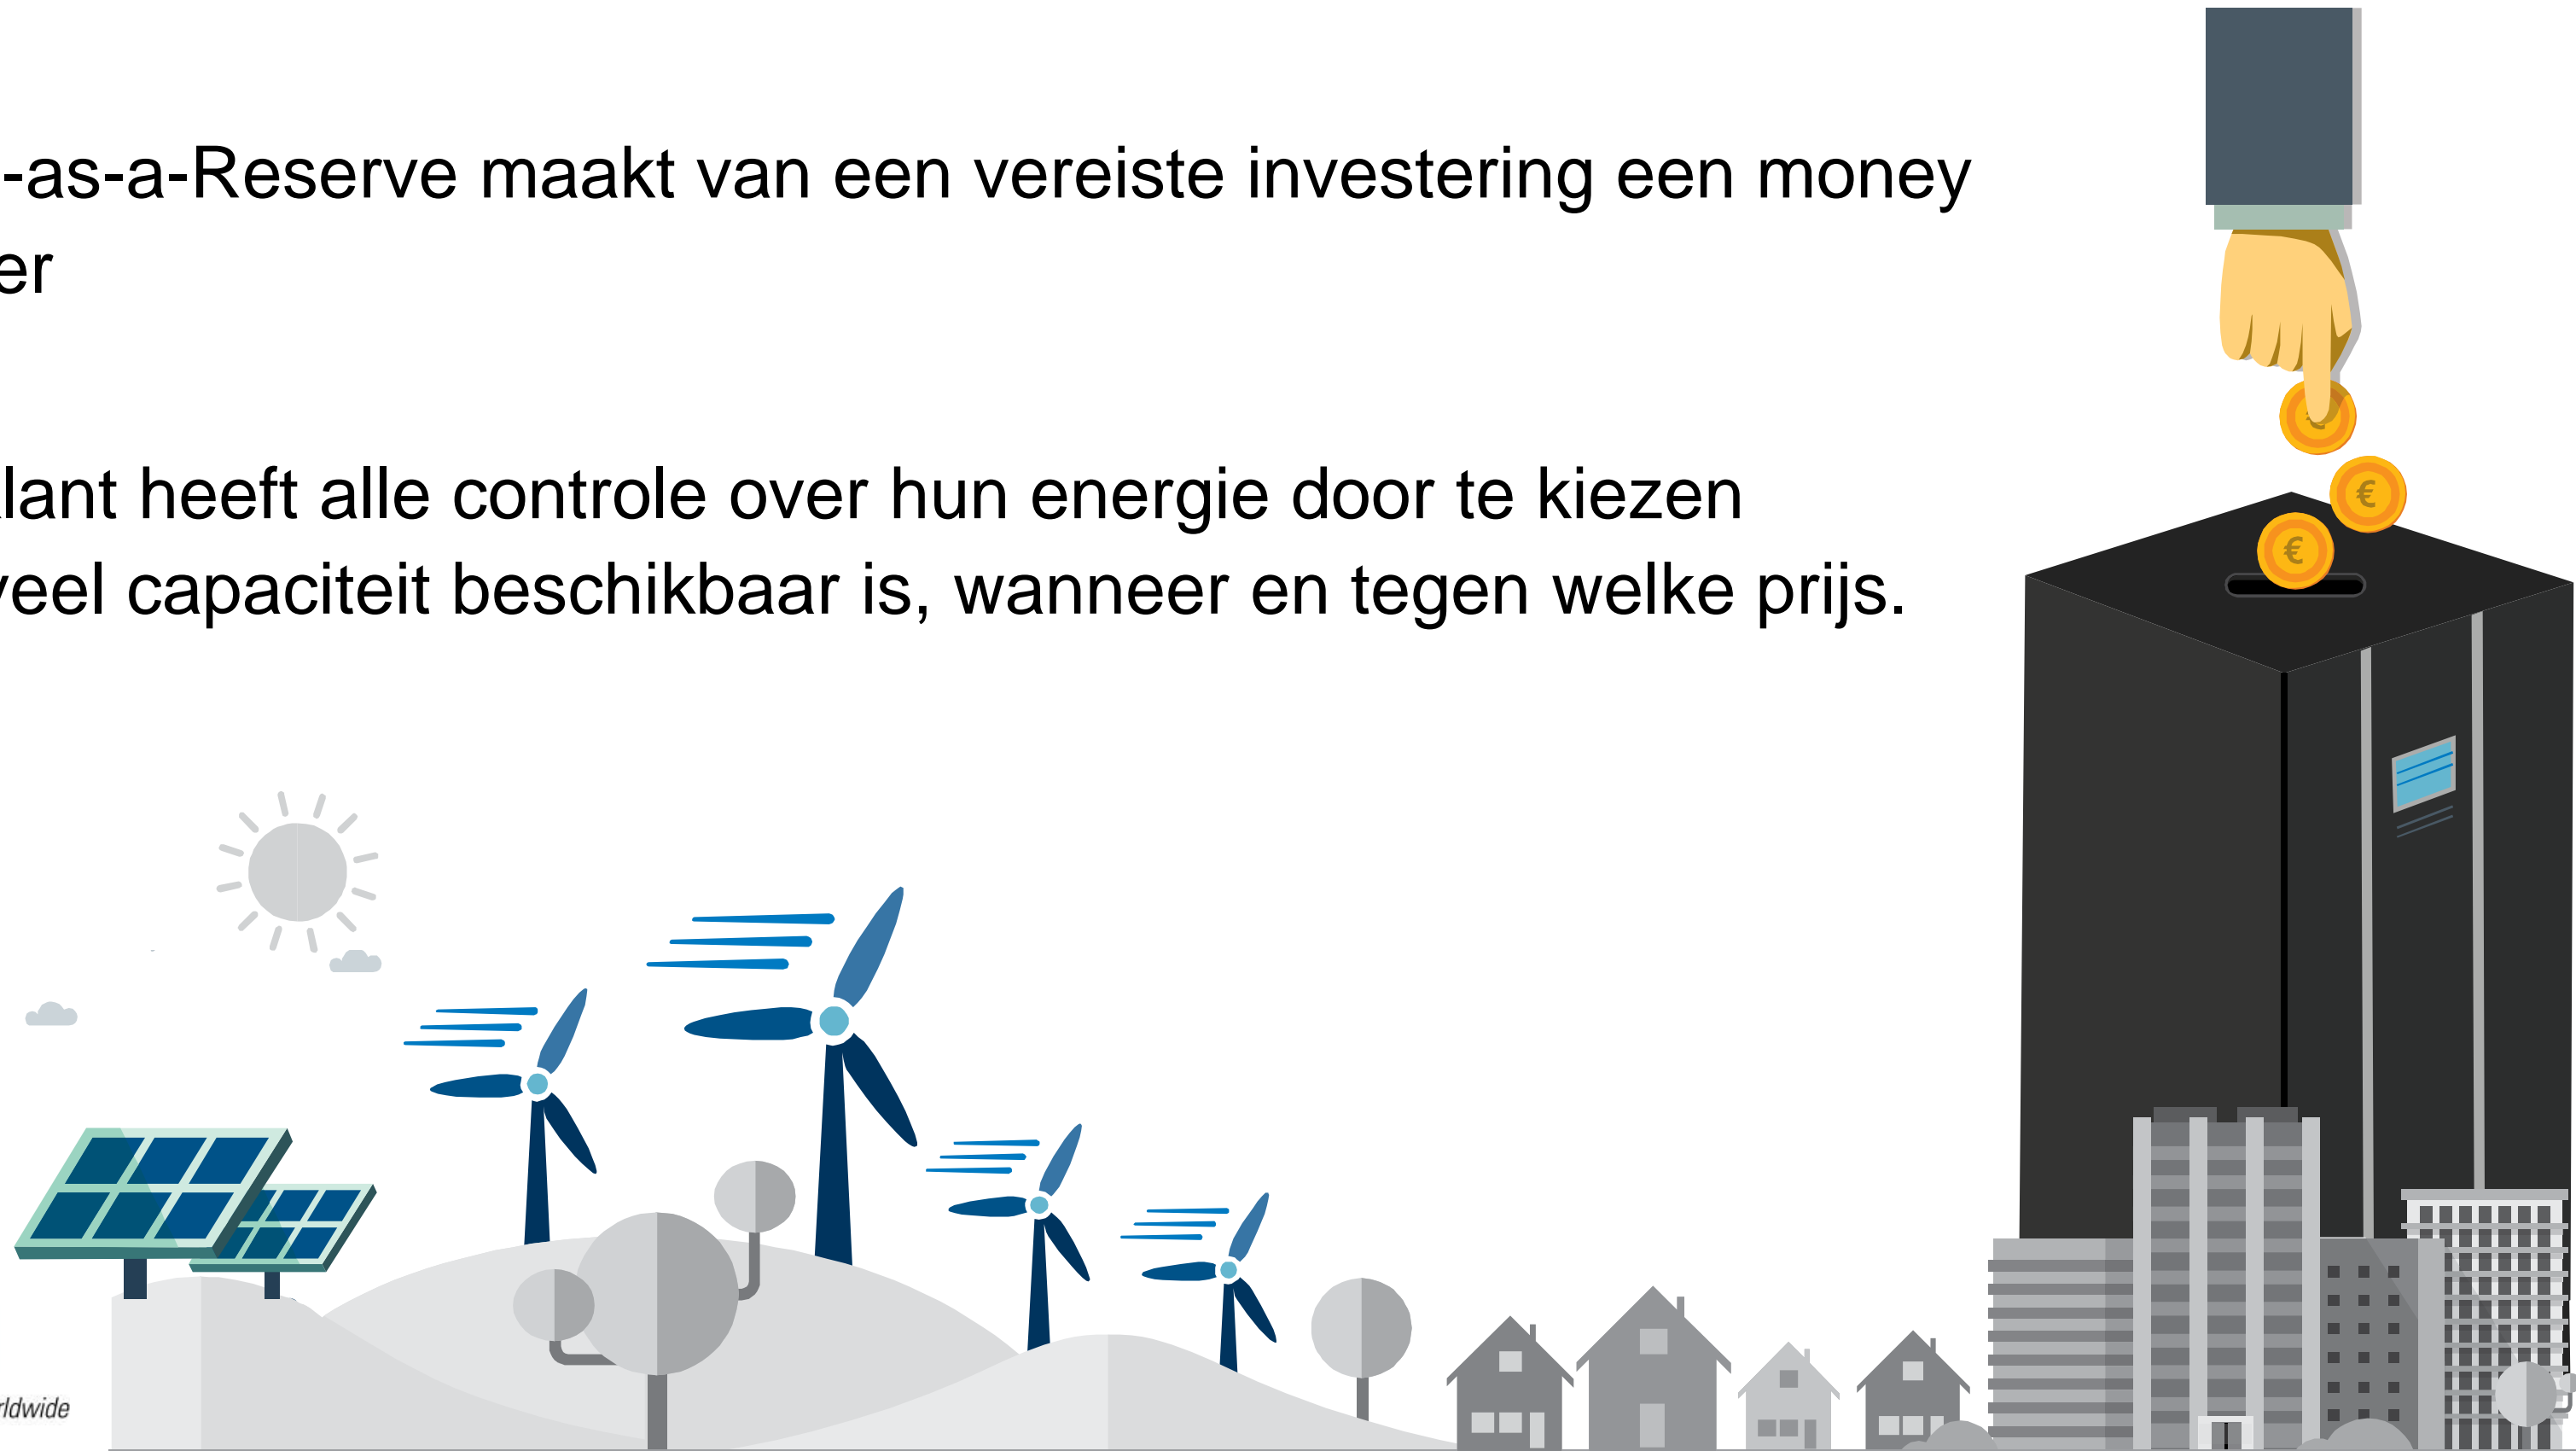 -as-a-Reserve maakt van een vereiste investering een money
er
lant heeft alle controle over hun energie door te kiezen
veel capaciteit beschikbaar is, wanneer en tegen welke prijs.
rldwide
€
€
€